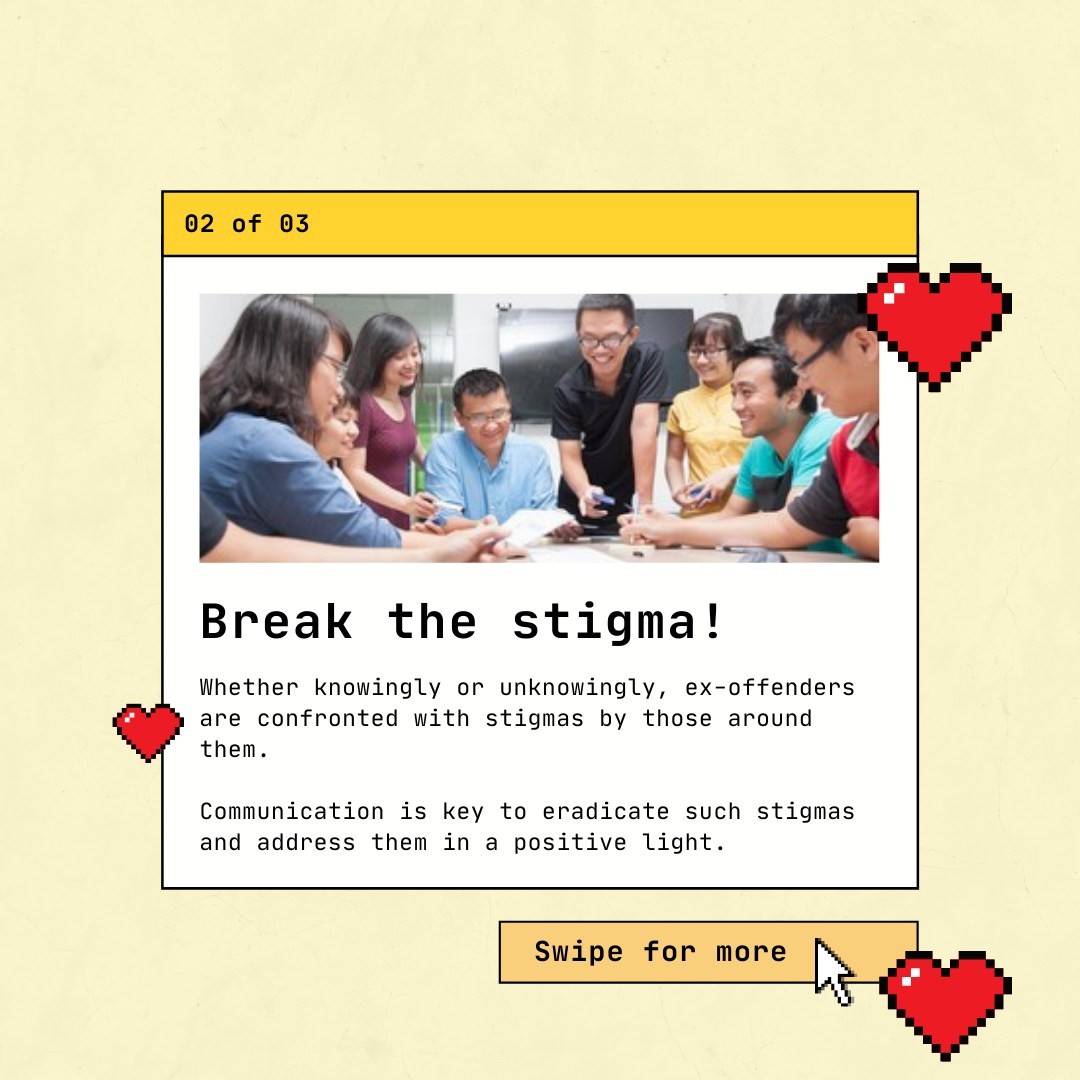 02 of 03
Break the stigma!
Whether knowingly or unknowingly, ex-offenders
are confronted with stigmas by those around
them.
Communication is key to eradicate such stigmas
and address them in a positive light.
Swipe for more